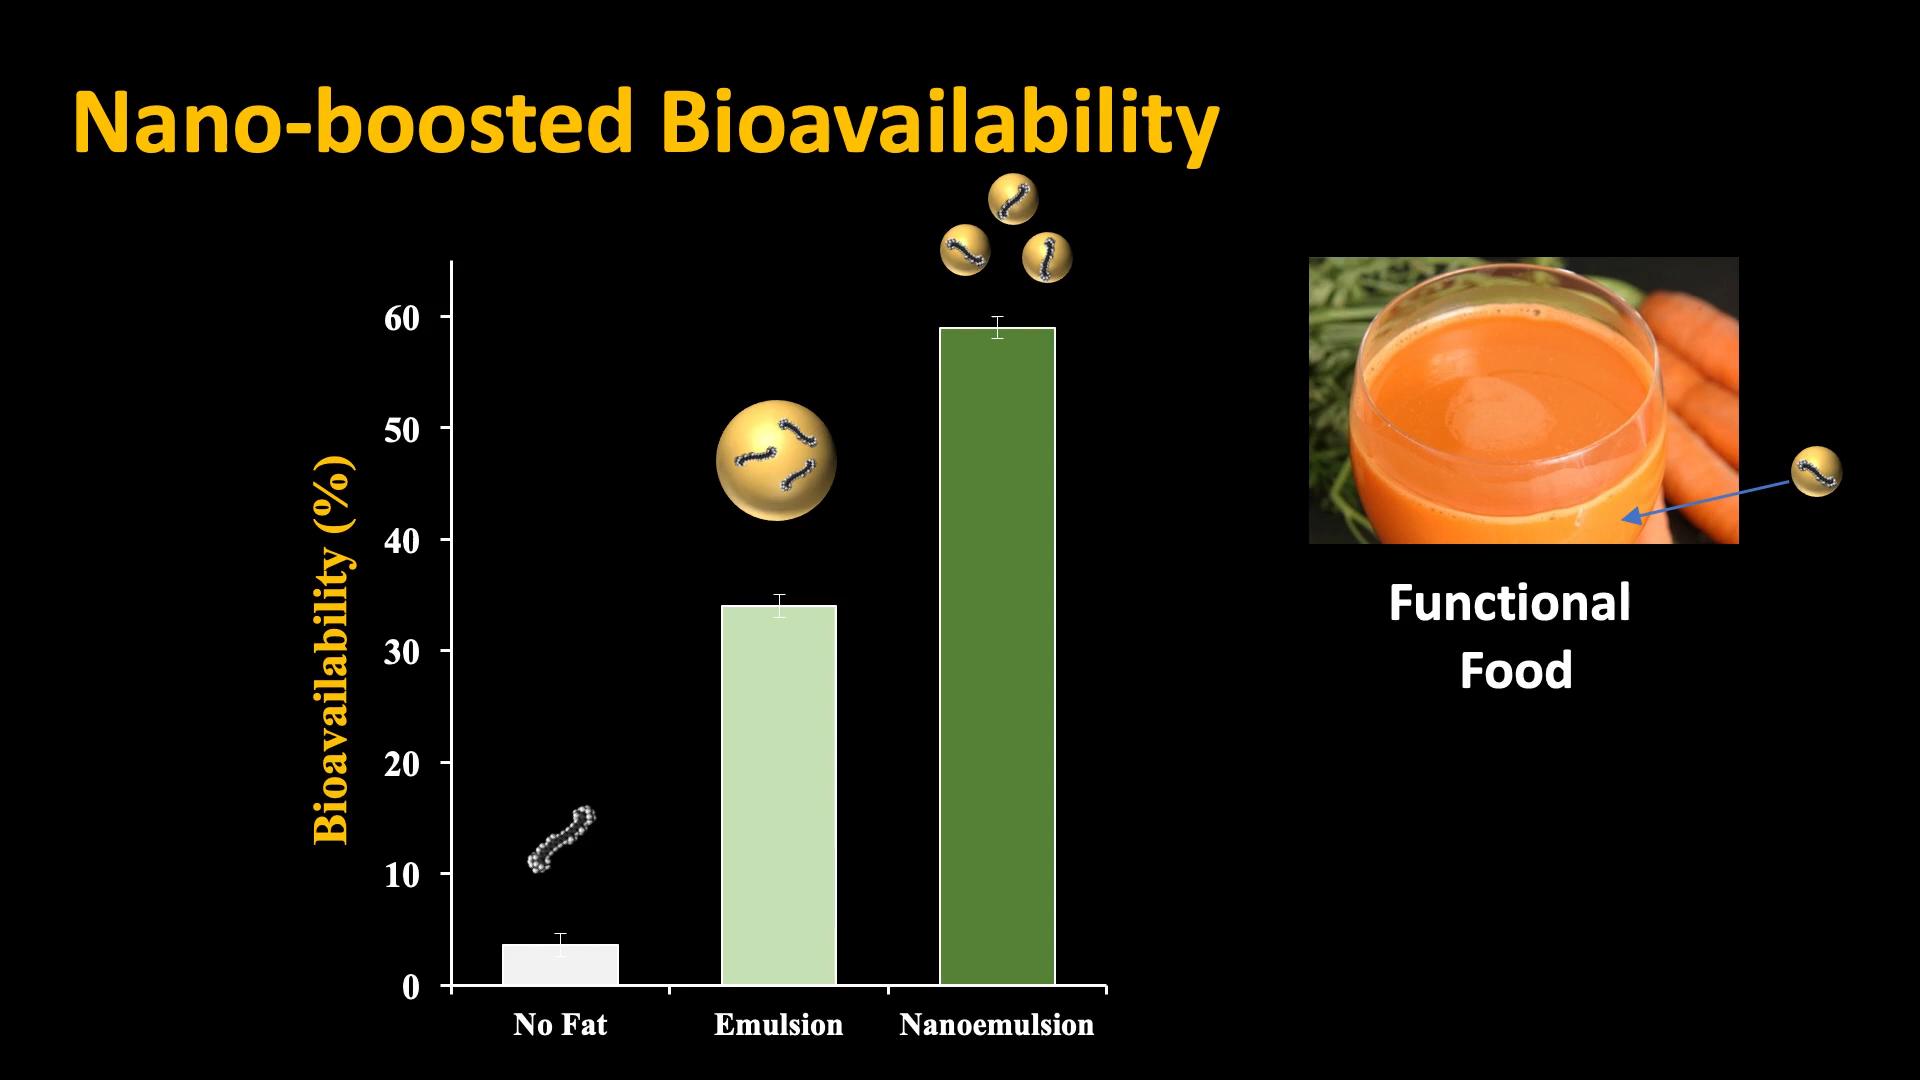 Nano-boosted Bioavailability
Bioavailability (%)
60
50
40
30
20
10
0
No Fat
Emulsion
Nanoemulsion
Functional
Food